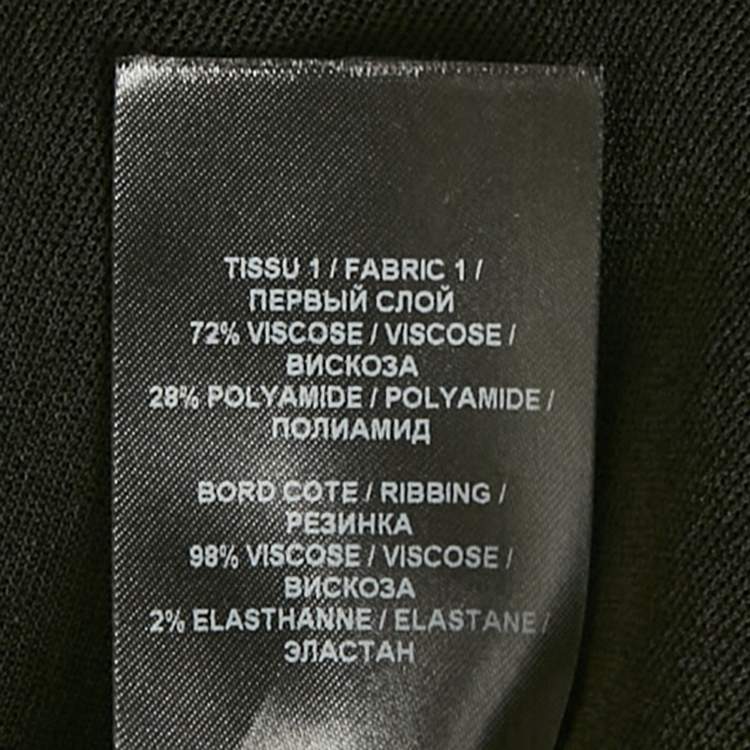 TISSU 1 / FABRIC 1 /
ПЕРВЫЙ СЛОЙ
72% VISCOSE / VISCOSE /
ВИСКОЗА
28% POLYAMIDE / POLYAMIDE /
ПОЛИАМИД
BORD COTE / RIBBING /
РЕЗИНКА
98% VISCOSE / VISCOSE /
ВИСКОЗА
2% ELASTHANNE / ELASTANE /
ЭЛАСТАН